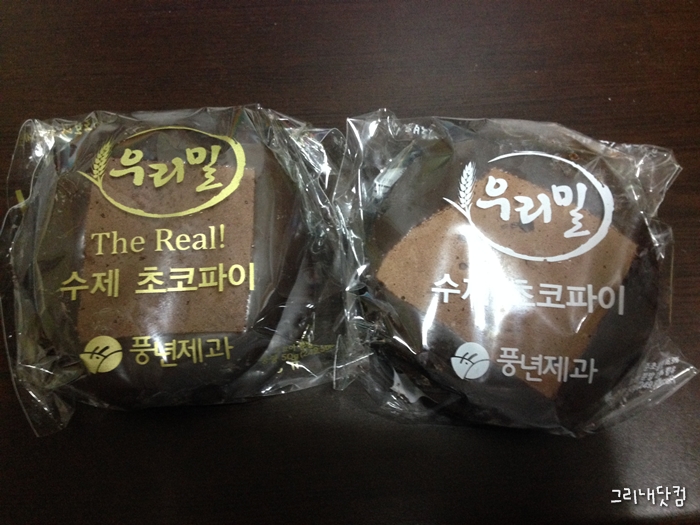 우리밀
The Real!
수제 초코파이
풍년제과
우리밀
수제 초코파이
풍년제과
그리내닷컴